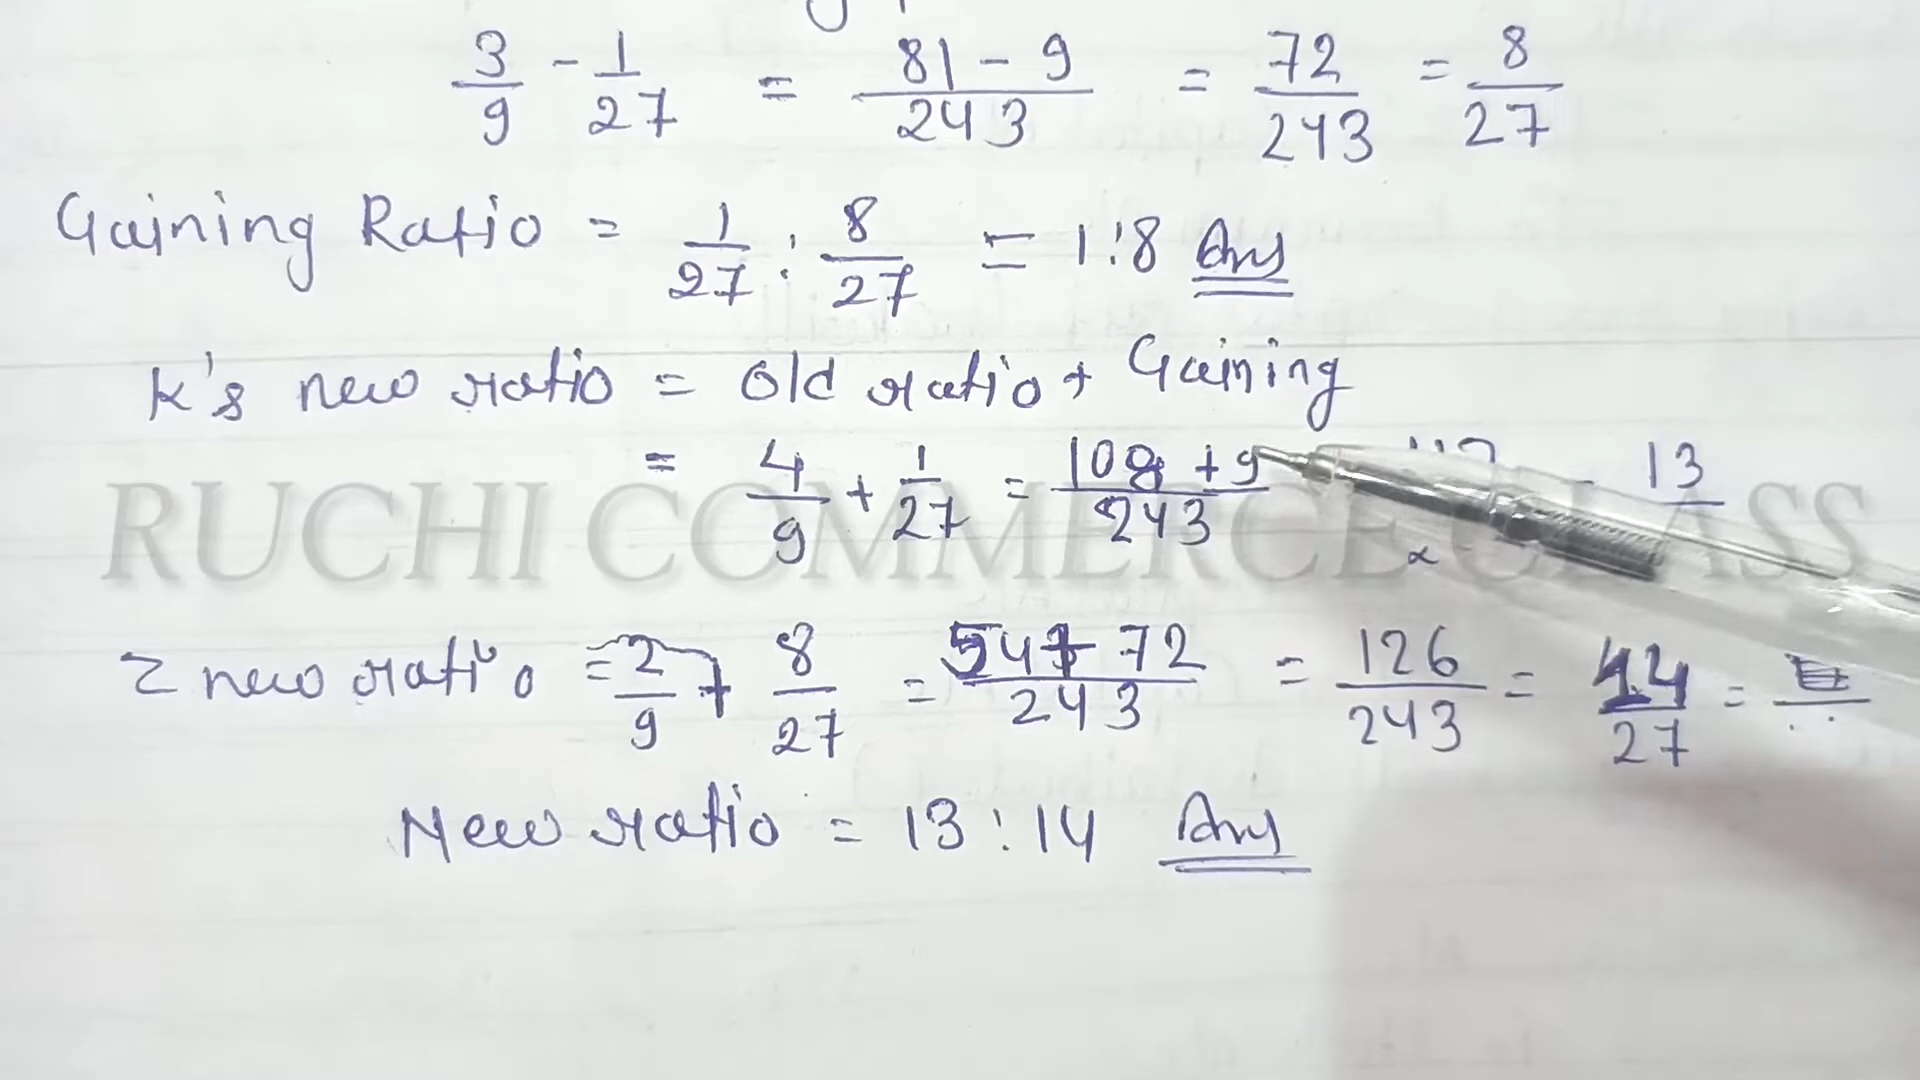 3/9 - 1/27 = 81 - 9/243 = 72/243 = 8/27
Gaining Ratio = 1/27 : 8/27 = 1:8 Ans
K's new ratio = old ratio + Gaining
= 4/9 + 1/27 = 108 + 9/243 13
RUCHI COMMERCE CLASS
Z new ratio = 2/9 + 8/27 = 54 + 72/243 = 126/243 = 14/27 =
New ratio = 13:14 Ans